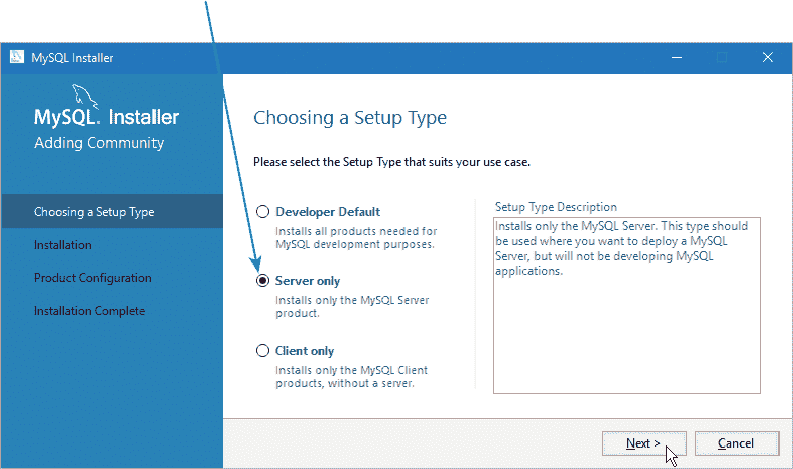 MySQL Installer
MySQL. Installer
Adding Community
Choosing a Setup Type
Installation
Product Configuration
Installation Complete
Choosing a Setup Type
Please select the Setup Type that suits your use case.
Developer Default
Installs all products needed for
MySQL development purposes.
Server only
Installs only the MySQL Server
product.
Client only
Installs only the MySQL Client
products, without a server.
Setup Type Description
Installs only the MySQL Server. This type should
be used where you want to deploy a MySQL
Server, but will not be developing MySQL
applications.
Next >
Cancel